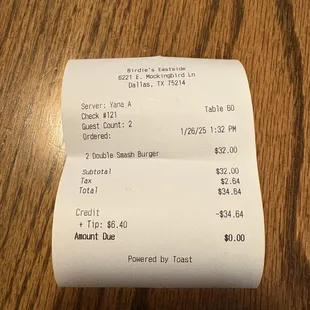 Birdie's Eastside
6221 E. Mockingbird Ln
Dallas, TX 75214
Server: Yana A
Check #121 Table 60
Guest Count: 2
Ordered: 1/26/25 1:32 PM
2 Double Smash Burger $32.00
Subtotal $32.00
Tax $2.64
Total $34.64
Credit -$34.64
+ Tip: $6.40
Amount Due $0.00
Powered by Toast